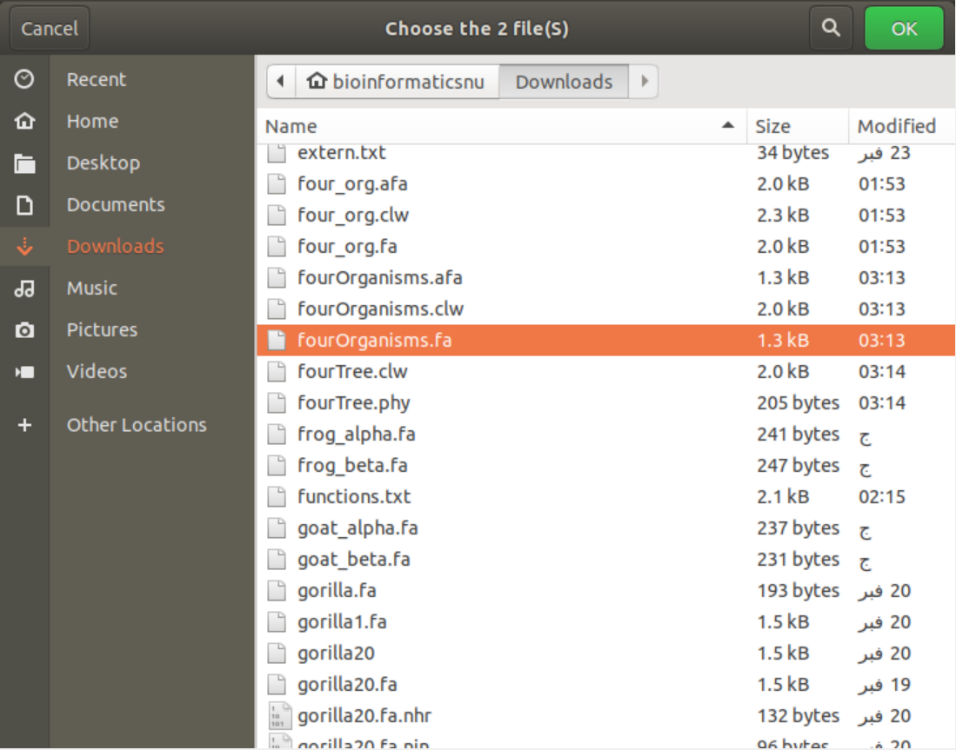 Cancel Choose the 2 file(S) OK
Recent
Home
Desktop
Documents
Downloads
Music
Pictures
Videos
Other Locations
bioinformaticsnu Downloads
Name Size Modified
extern.txt 34 bytes 23 فبر
four_org.afa 2.0 kB 01:53
four_org.clw 2.3 kB 01:53
four_org.fa 2.0 kB 01:53
fourOrganisms.afa 1.3 kB 03:13
fourOrganisms.clw 2.0 kB 03:13
fourOrganisms.fa 1.3 kB 03:13
fourTree.clw 2.0 kB 03:14
fourTree.phy 205 bytes 03:14
frog_alpha.fa 241 bytes ج
frog_beta.fa 247 bytes ج
functions.txt 2.1 kB 02:15
goat_alpha.fa 237 bytes ج
goat_beta.fa 231 bytes ج
gorilla.fa 193 bytes 20 فبر
gorilla1.fa 1.5 kB 20 فبر
gorilla20 1.5 kB 20 فبر
gorilla20.fa 1.5 kB 19 فبر
gorilla20.fa.nhr 132 bytes 20 فبر
gorilla20.fa.nin 96 bytes 20 فبر